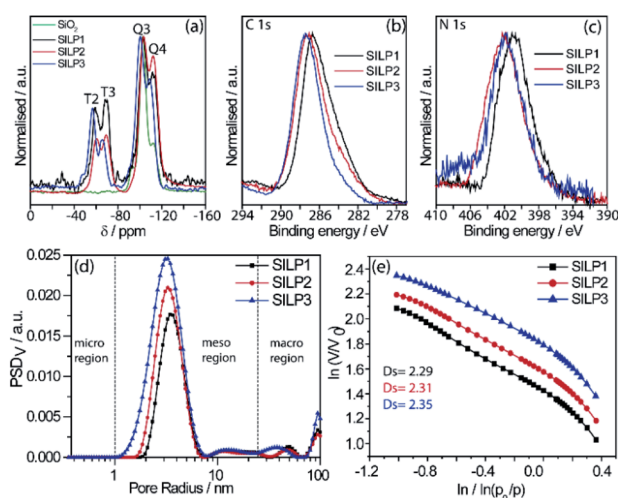 (a)
SiO2
SILP1
SILP2
SILP3
Q3
Q4
T2
T3
Normalised / a.u.
0 -40 -80 -120 -160
δ / ppm
C 1s
(b)
SILP1
SILP2
SILP3
Normalised / a.u.
294 290 286 282 278
Binding energy / eV
N 1s
(c)
SILP1
SILP2
SILP3
Normalised / a.u.
410 406 402 398 394 390
Binding energy / eV
(d)
SILP1
SILP2
SILP3
micro
region
meso
region
macro
region
PSDV / a.u.
0.025
0.020
0.015
0.010
0.005
0.000
1 10 100
Pore Radius / nm
(e)
SILP1
SILP2
SILP3
Ds= 2.29
Ds= 2.31
Ds= 2.35
ln (V/V0)
2.4
2.2
2.0
1.8
1.6
1.4
1.2
1.0
-1.2 -0.8 -0.4 0.0 0.4
ln / ln(po/p)